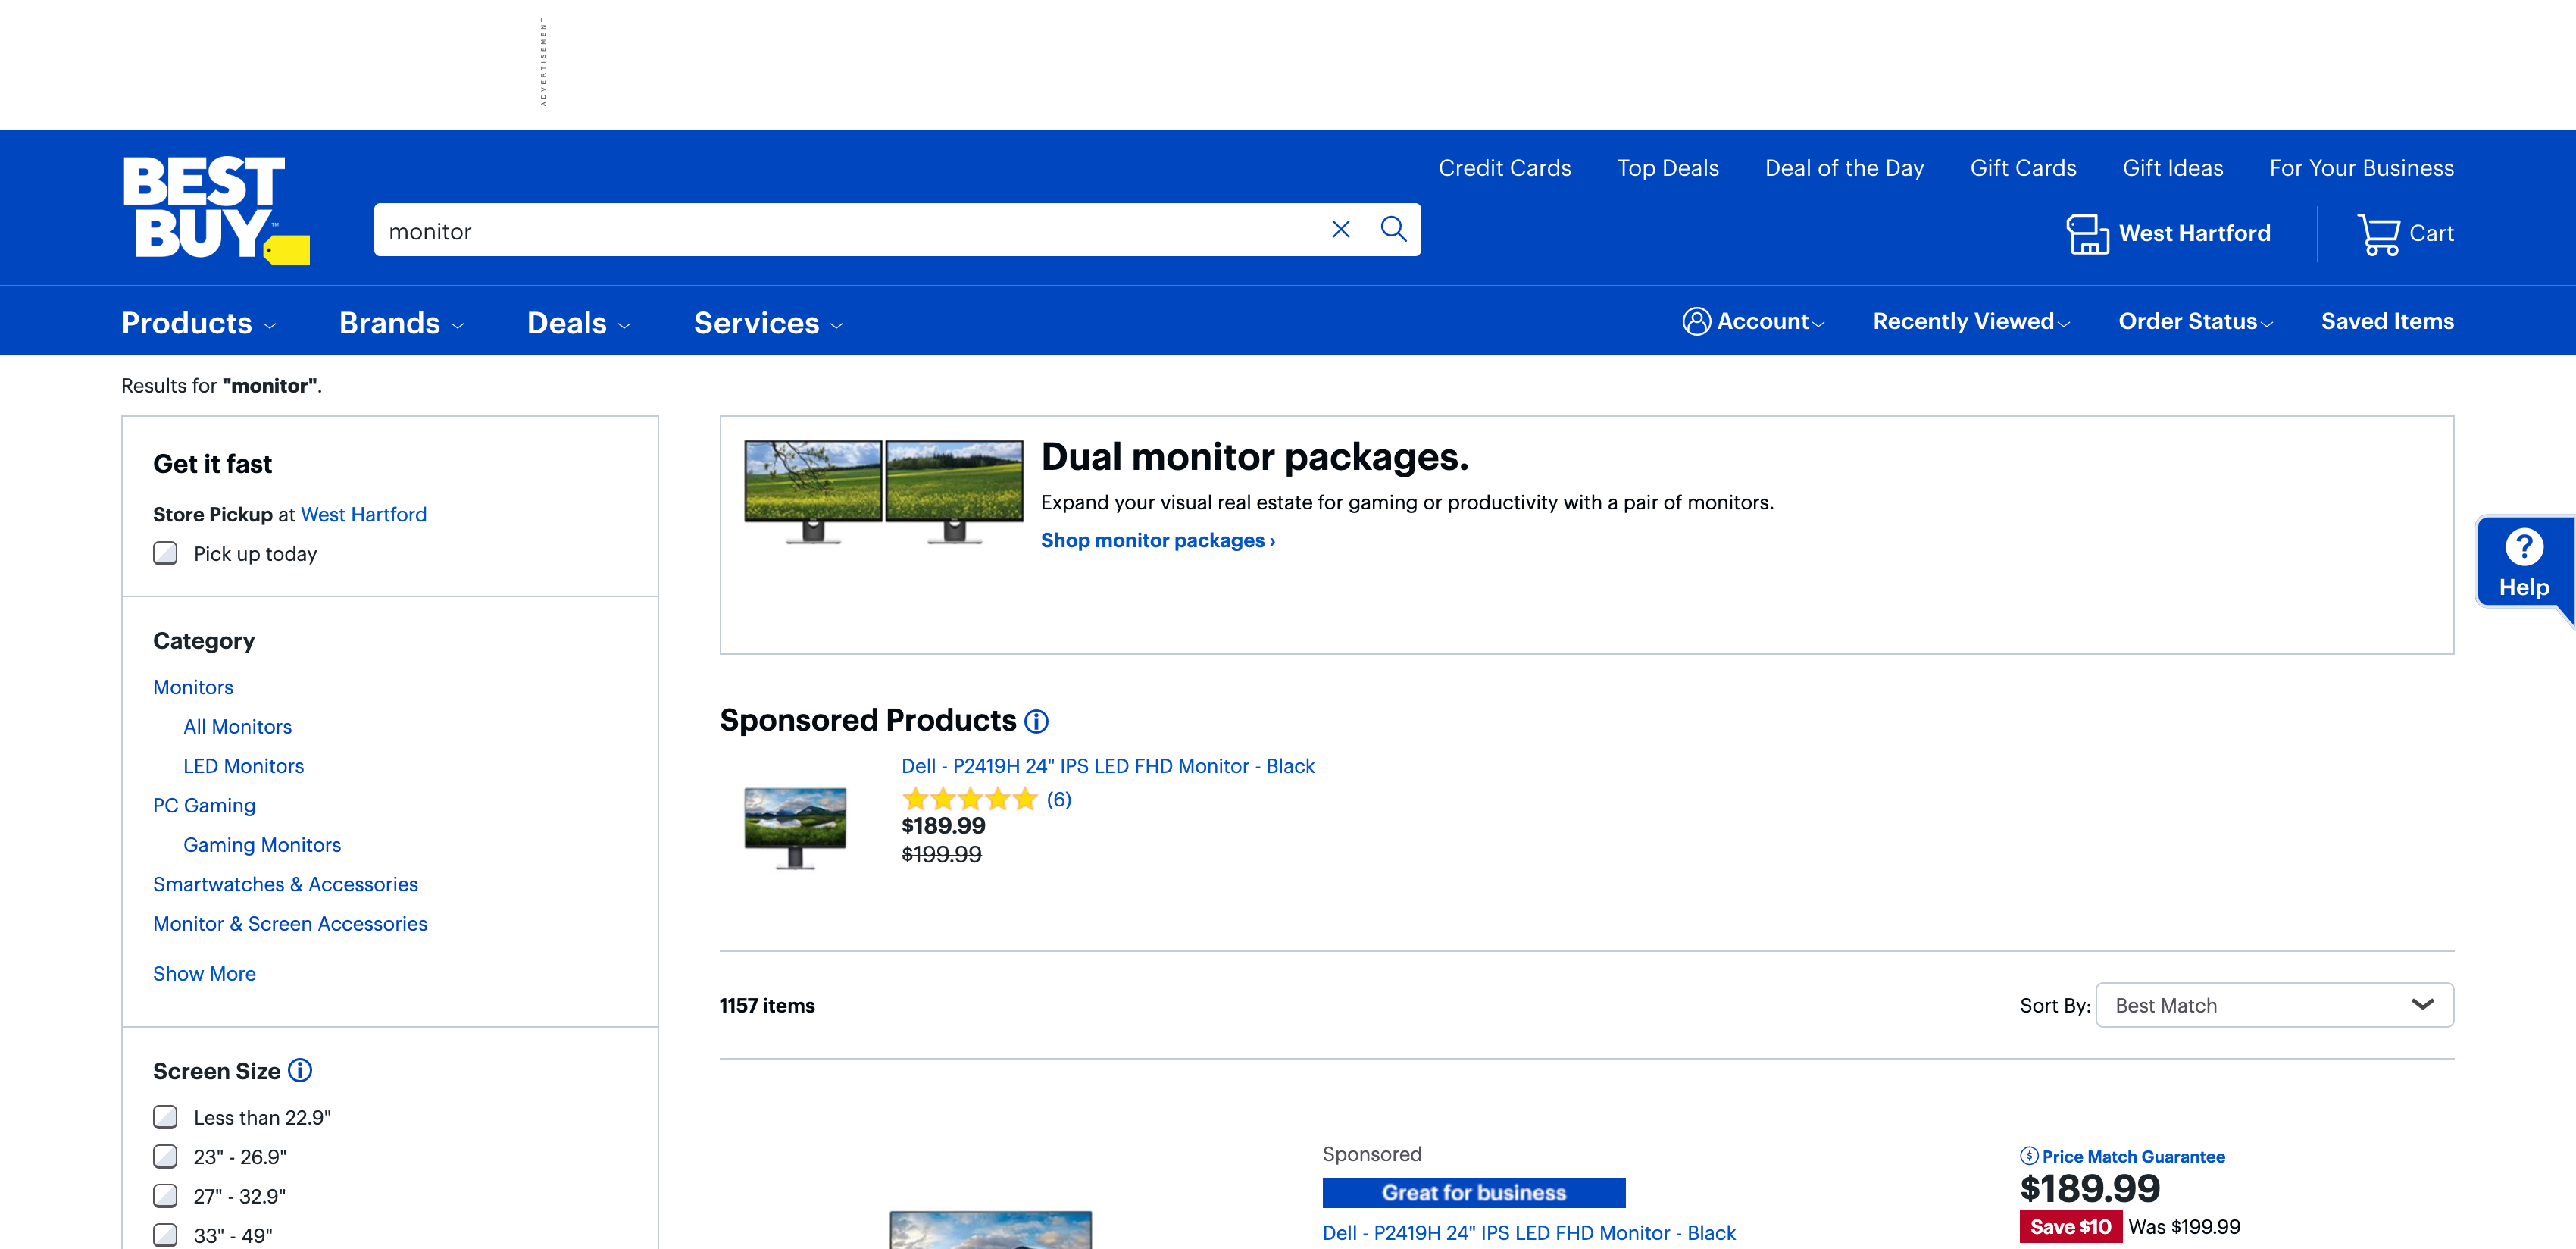 ADVERTISEMENT
BEST
BUY™
monitor
Credit Cards
Top Deals
Deal of the Day
Gift Cards
Gift Ideas
For Your Business
West Hartford
Cart
Products
Brands
Deals
Services
Account
Recently Viewed
Order Status
Saved Items
Results for "monitor".
Get it fast
Store Pickup at West Hartford
Pick up today
Category
Monitors
All Monitors
LED Monitors
PC Gaming
Gaming Monitors
Smartwatches & Accessories
Monitor & Screen Accessories
Show More
Screen Size
Less than 22.9"
23" - 26.9"
27" - 32.9"
33" - 49"
Dual monitor packages.
Expand your visual real estate for gaming or productivity with a pair of monitors.
Shop monitor packages ›
Sponsored Products
Dell - P2419H 24" IPS LED FHD Monitor - Black
(6)
$189.99
$199.99
1157 items
Sort By: Best Match
Sponsored
Great for business
Dell - P2419H 24" IPS LED FHD Monitor - Black
Price Match Guarantee
$189.99
Save $10 Was $199.99
? Help